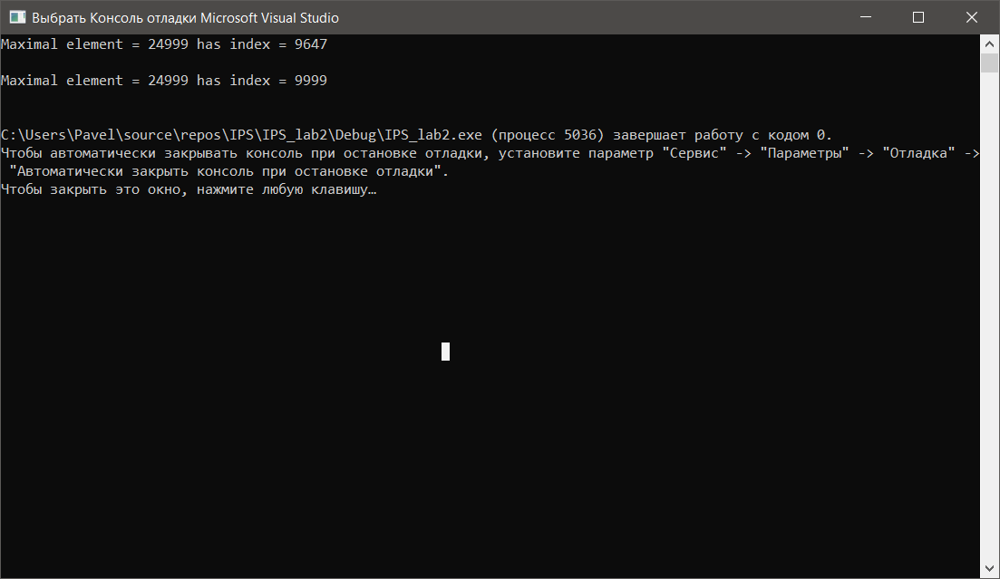 Выбрать Консоль отладки Microsoft Visual Studio
Maximal element = 24999 has index = 9647
Maximal element = 24999 has index = 9999
C:\Users\Pavel\source\repos\IPS\IPS_lab2\Debug\IPS_lab2.exe (процесс 5036) завершает работу с кодом 0.
Чтобы автоматически закрывать консоль при остановке отладки, установите параметр "Сервис" -> "Параметры" -> "Отладка" ->
"Автоматически закрыть консоль при остановке отладки".
Чтобы закрыть это окно, нажмите любую клавишу…